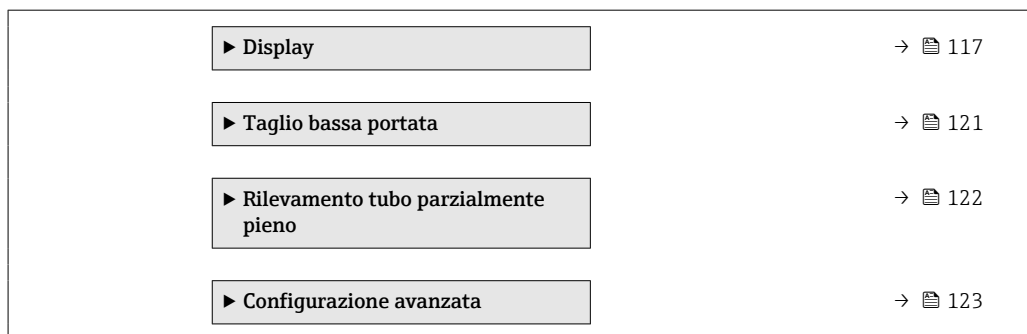 ▶ Display → 117
▶ Taglio bassa portata → 121
▶ Rilevamento tubo parzialmente → 122
pieno
▶ Configurazione avanzata → 123